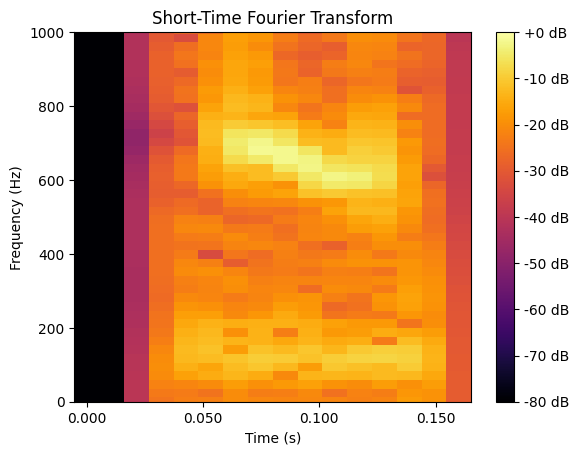 Short-Time Fourier Transform
1000
800
600
400
200
0
Frequency (Hz)
0.000
0.050
0.100
0.150
Time (s)
+0 dB
-10 dB
-20 dB
-30 dB
-40 dB
-50 dB
-60 dB
-70 dB
-80 dB